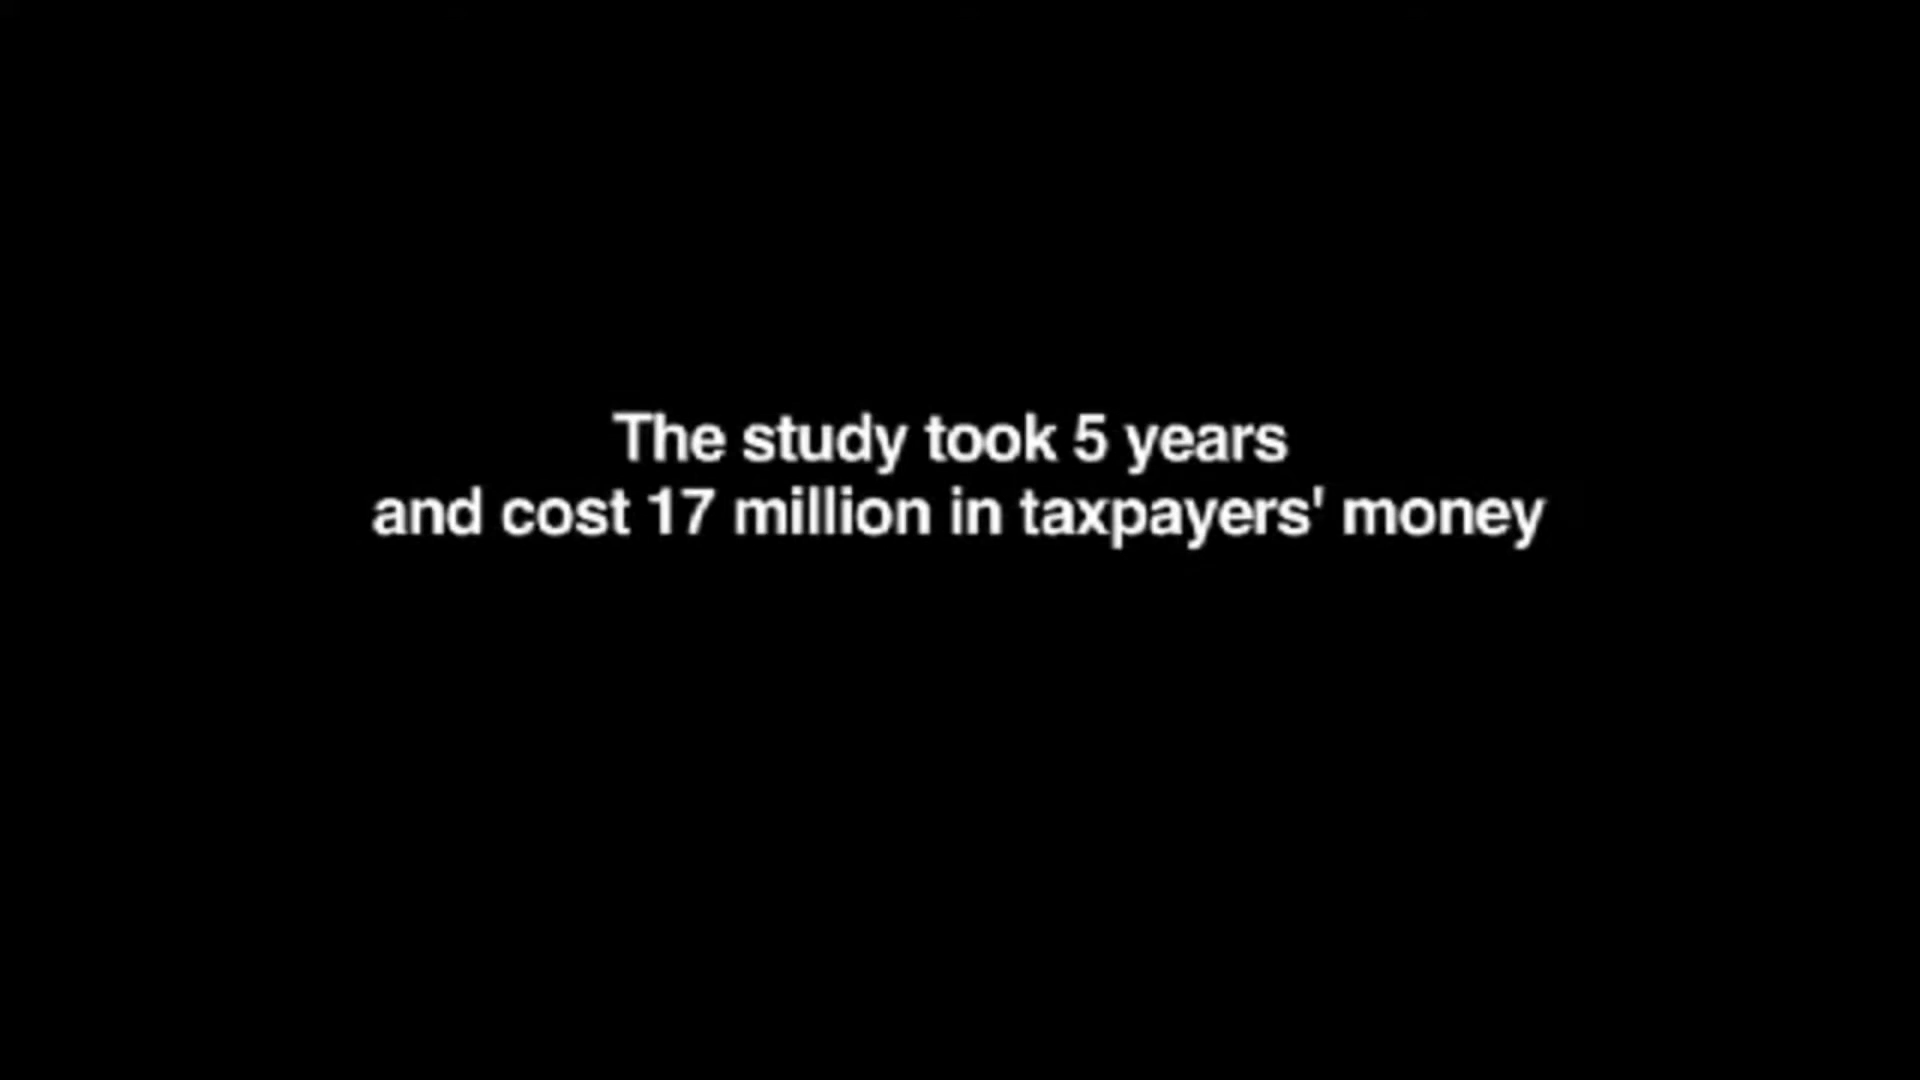 The study took 5 years
and cost 17 million in taxpayers' money